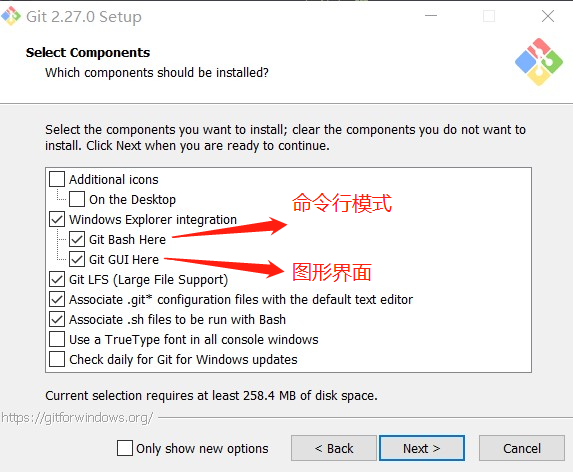 Git 2.27.0 Setup
Select Components
Which components should be installed?
Select the components you want to install; clear the components you do not want to
install. Click Next when you are ready to continue.
Additional icons
On the Desktop
命令行模式
Windows Explorer integration
Git Bash Here
Git GUI Here
图形界面
Git LFS (Large File Support)
Associate .git* configuration files with the default text editor
Associate .sh files to be run with Bash
Use a TrueType font in all console windows
Check daily for Git for Windows updates
Current selection requires at least 258.4 MB of disk space.
https://gitforwindows.org/
Only show new options
< Back
Next >
Cancel